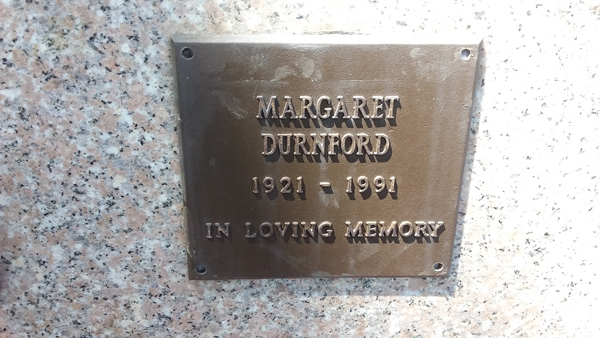 MARGARET
DURNFORD
1921 - 1991
IN LOVING MEMORY